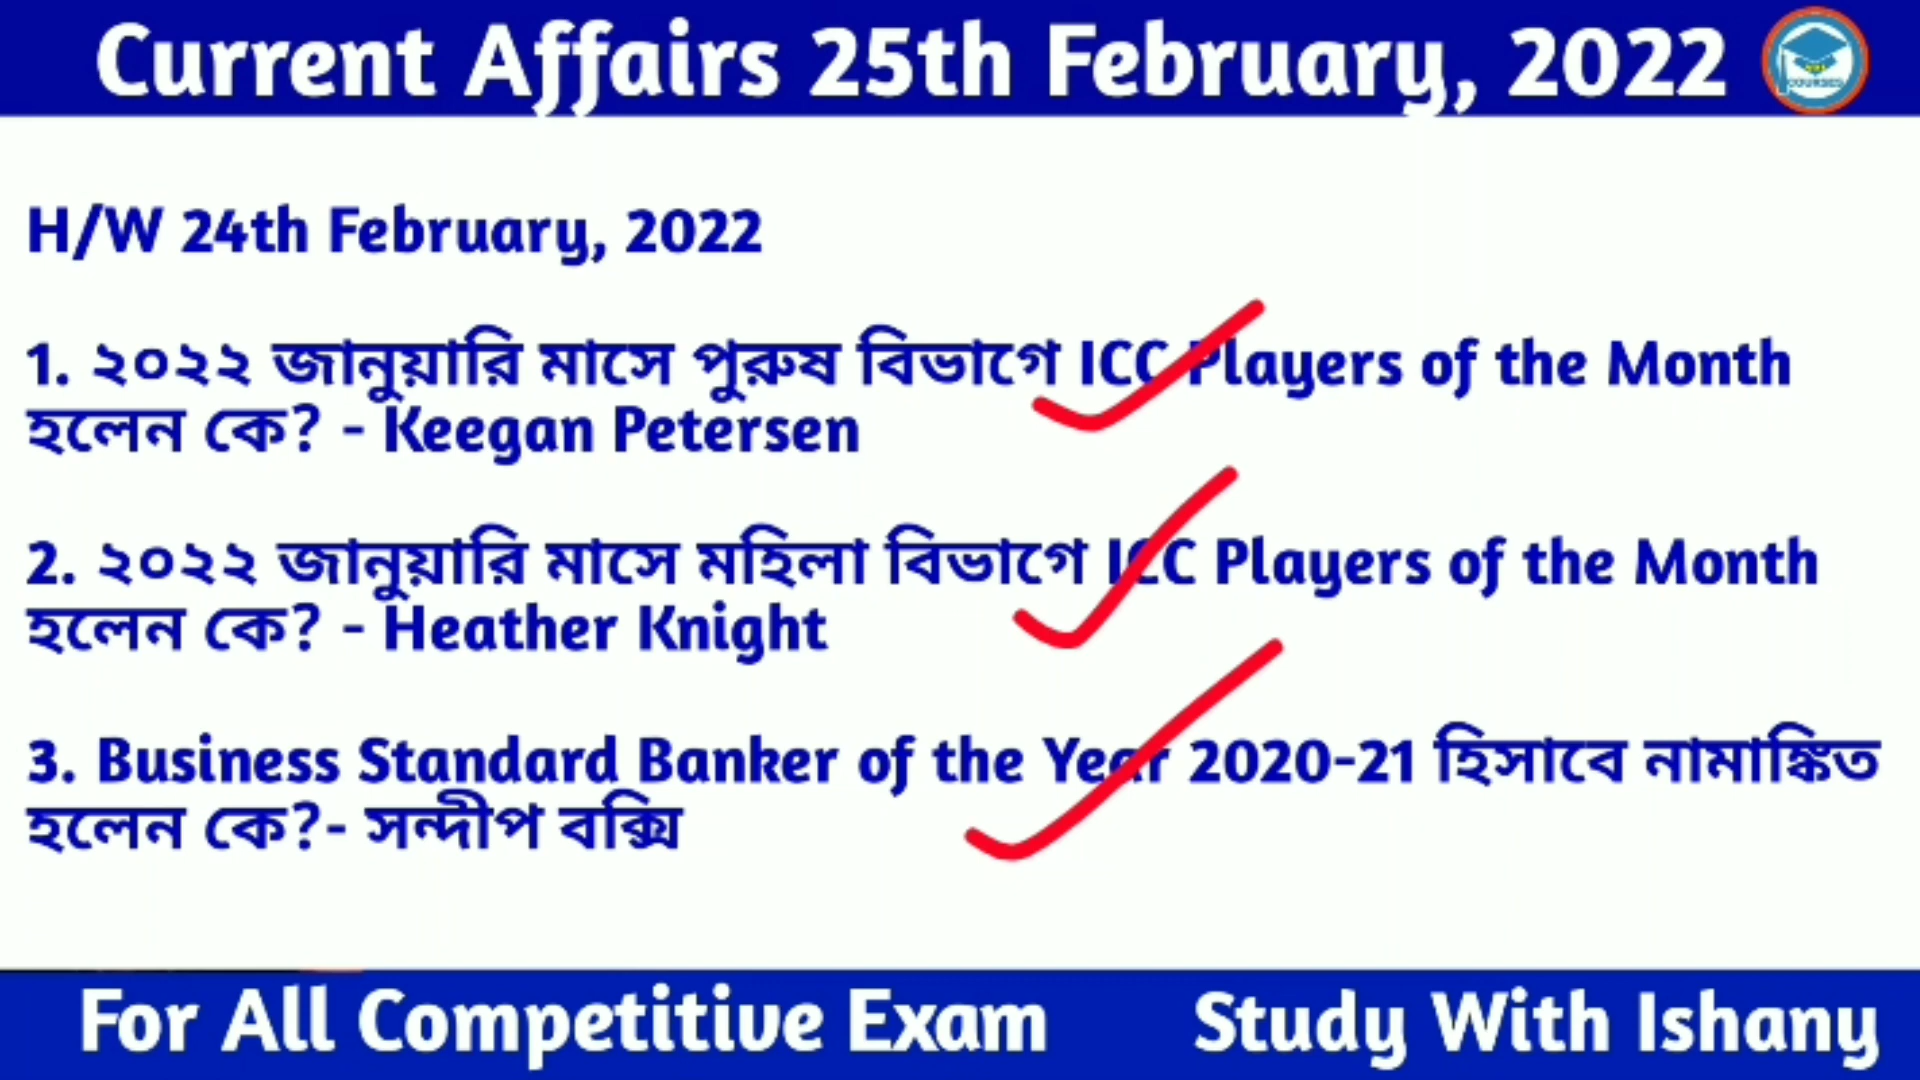 Current Affairs 25th February, 2022
COURSES
H/W 24th February, 2022
1. ২০২২ জানুয়ারি মাসে পুরুষ বিভাগে ICC Players of the Month
হলেন কে? - Keegan Petersen
2. ২০২২ জানুয়ারি মাসে মহিলা বিভাগে ICC Players of the Month
হলেন কে? - Heather Knight
3. Business Standard Banker of the Year 2020-21 হিসাবে নামাঙ্কিত
হলেন কে?- সন্দীপ বক্সি
For All Competitive Exam Study With Ishany